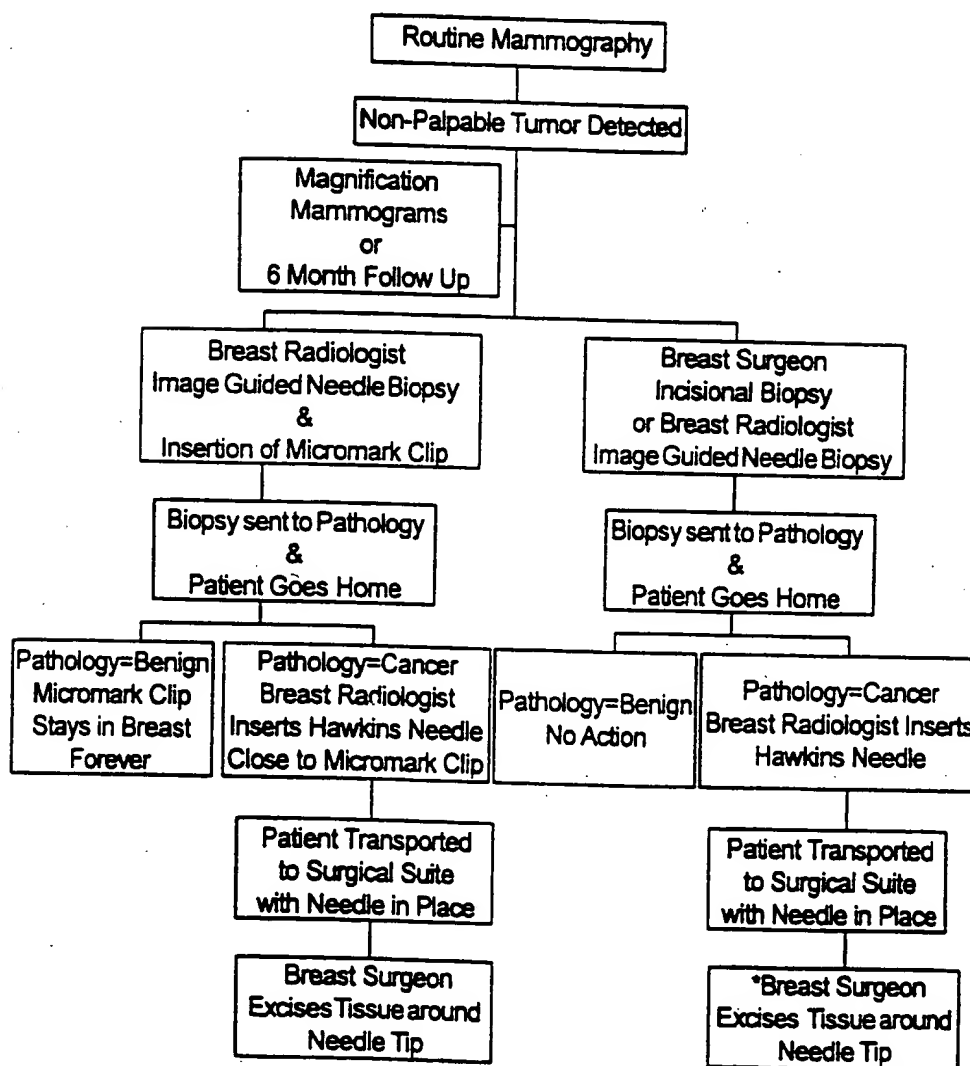 Routine Mammography
Non-Palpable Tumor Detected
Magnification
Mammograms
or
6 Month Follow Up
Breast Radiologist
Image Guided Needle Biopsy
&
Insertion of Micromark Clip
Breast Surgeon
Incisional Biopsy
or Breast Radiologist
Image Guided Needle Biopsy
Biopsy sent to Pathology
&
Patient Goes Home
Biopsy sent to Pathology
&
Patient Goes Home
Pathology=Benign
Micromark Clip
Stays in Breast
Forever
Pathology=Cancer
Breast Radiologist
Inserts Hawkins Needle
Close to Micromark Clip
Pathology=Benign
No Action
Pathology=Cancer
Breast Radiologist Inserts
Hawkins Needle
Patient Transported
to Surgical Suite
with Needle in Place
Patient Transported
to Surgical Suite
with Needle in Place
Breast Surgeon
Excises Tissue around
Needle Tip
*Breast Surgeon
Excises Tissue around
Needle Tip